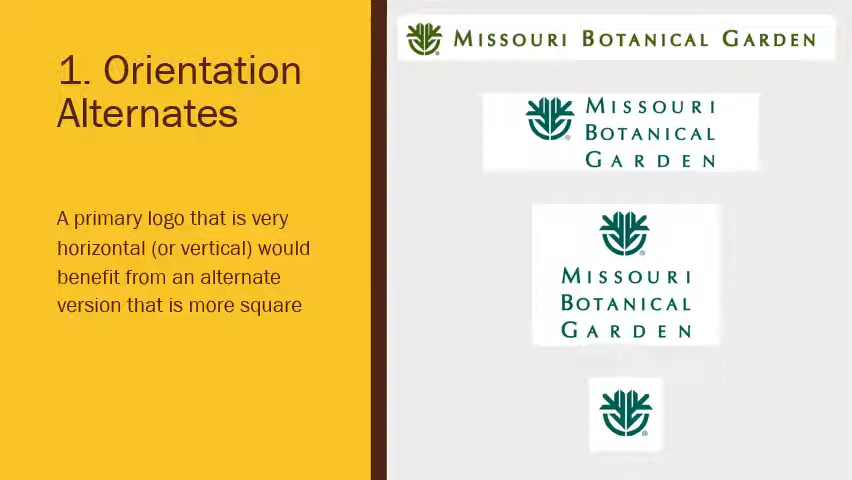 1. Orientation
Alternates
A primary logo that is very
horizontal (or vertical) would
benefit from an alternate
version that is more square
MISSOURI BOTANICAL GARDEN
MISSOURI
BOTANICAL
GARDEN
MISSOURI
BOTANICAL
GARDEN